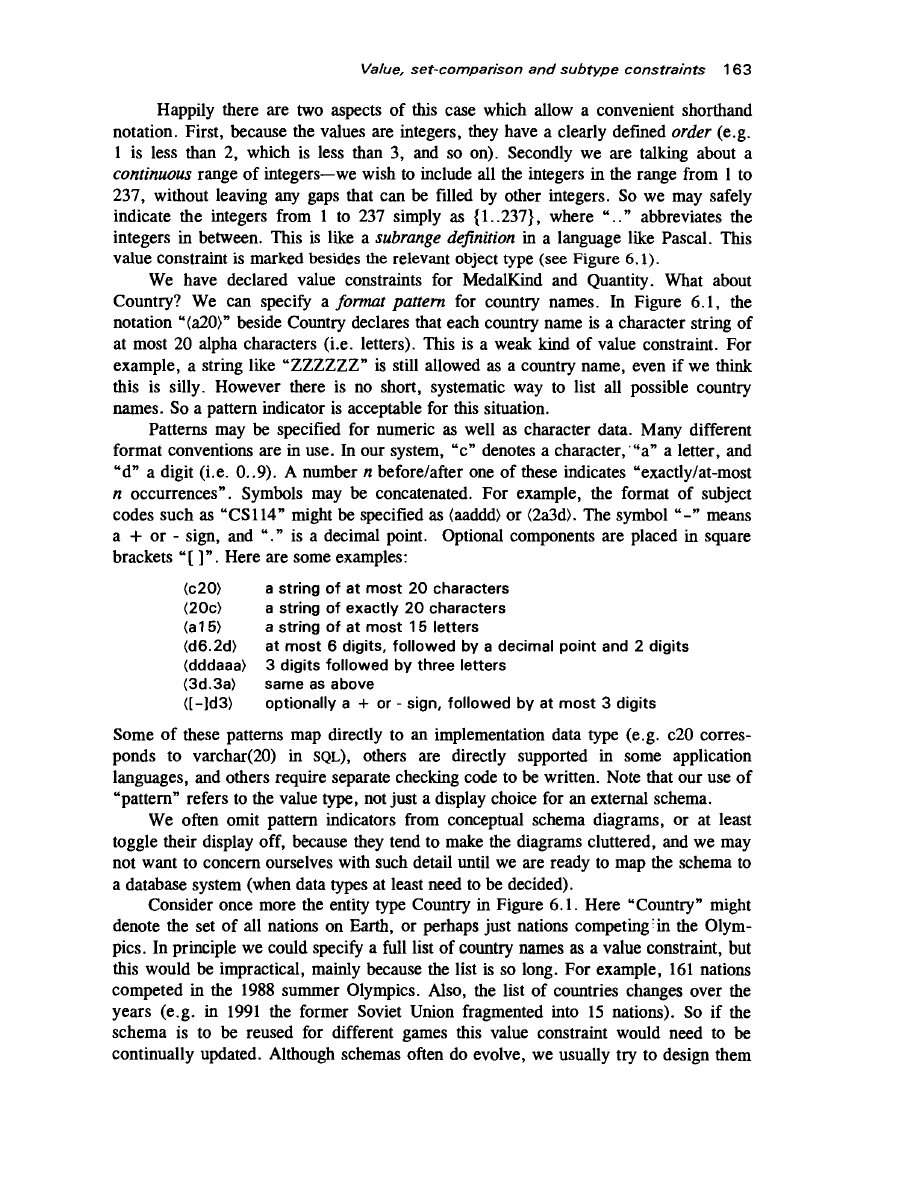 Value, set-comparison and subtype constraints 163
Happily there are two aspects of this case which allow a convenient shorthand
notation. First, because the values are integers, they have a clearly defined order (e.g.
1 is less than 2, which is less than 3, and so on). Secondly we are talking about a
continuous range of integers—we wish to include all the integers in the range from 1 to
237, without leaving any gaps that can be filled by other integers. So we may safely
indicate the integers from 1 to 237 simply as {1..237}, where “..” abbreviates the
integers in between. This is like a subrange definition in a language like Pascal. This
value constraint is marked besides the relevant object type (see Figure 6.1).
We have declared value constraints for MedalKind and Quantity. What about
Country? We can specify a format pattern for country names. In Figure 6.1, the
notation “⟨a20⟩” beside Country declares that each country name is a character string of
at most 20 alpha characters (i.e. letters). This is a weak kind of value constraint. For
example, a string like “ZZZZZZ” is still allowed as a country name, even if we think
this is silly. However there is no short, systematic way to list all possible country
names. So a pattern indicator is acceptable for this situation.
Patterns may be specified for numeric as well as character data. Many different
format conventions are in use. In our system, “c” denotes a character, “a” a letter, and
“d” a digit (i.e. 0..9). A number n before/after one of these indicates “exactly/at-most
n occurrences”. Symbols may be concatenated. For example, the format of subject
codes such as “CS114” might be specified as ⟨aaddd⟩ or ⟨2a3d⟩. The symbol “-” means
a + or - sign, and “.” is a decimal point. Optional components are placed in square
brackets “[ ]”. Here are some examples:
⟨c20⟩ a string of at most 20 characters
⟨20c⟩ a string of exactly 20 characters
⟨a15⟩ a string of at most 15 letters
⟨d6.2d⟩ at most 6 digits, followed by a decimal point and 2 digits
⟨dddaaa⟩ 3 digits followed by three letters
⟨3d.3a⟩ same as above
⟨[-]d3⟩ optionally a + or - sign, followed by at most 3 digits
Some of these patterns map directly to an implementation data type (e.g. c20 corres-
ponds to varchar(20) in SQL), others are directly supported in some application
languages, and others require separate checking code to be written. Note that our use of
“pattern” refers to the value type, not just a display choice for an external schema.
We often omit pattern indicators from conceptual schema diagrams, or at least
toggle their display off, because they tend to make the diagrams cluttered, and we may
not want to concern ourselves with such detail until we are ready to map the schema to
a database system (when data types at least need to be decided).
Consider once more the entity type Country in Figure 6.1. Here “Country” might
denote the set of all nations on Earth, or perhaps just nations competing in the Olym-
pics. In principle we could specify a full list of country names as a value constraint, but
this would be impractical, mainly because the list is so long. For example, 161 nations
competed in the 1988 summer Olympics. Also, the list of countries changes over the
years (e.g. in 1991 the former Soviet Union fragmented into 15 nations). So if the
schema is to be reused for different games this value constraint would need to be
continually updated. Although schemas often do evolve, we usually try to design them